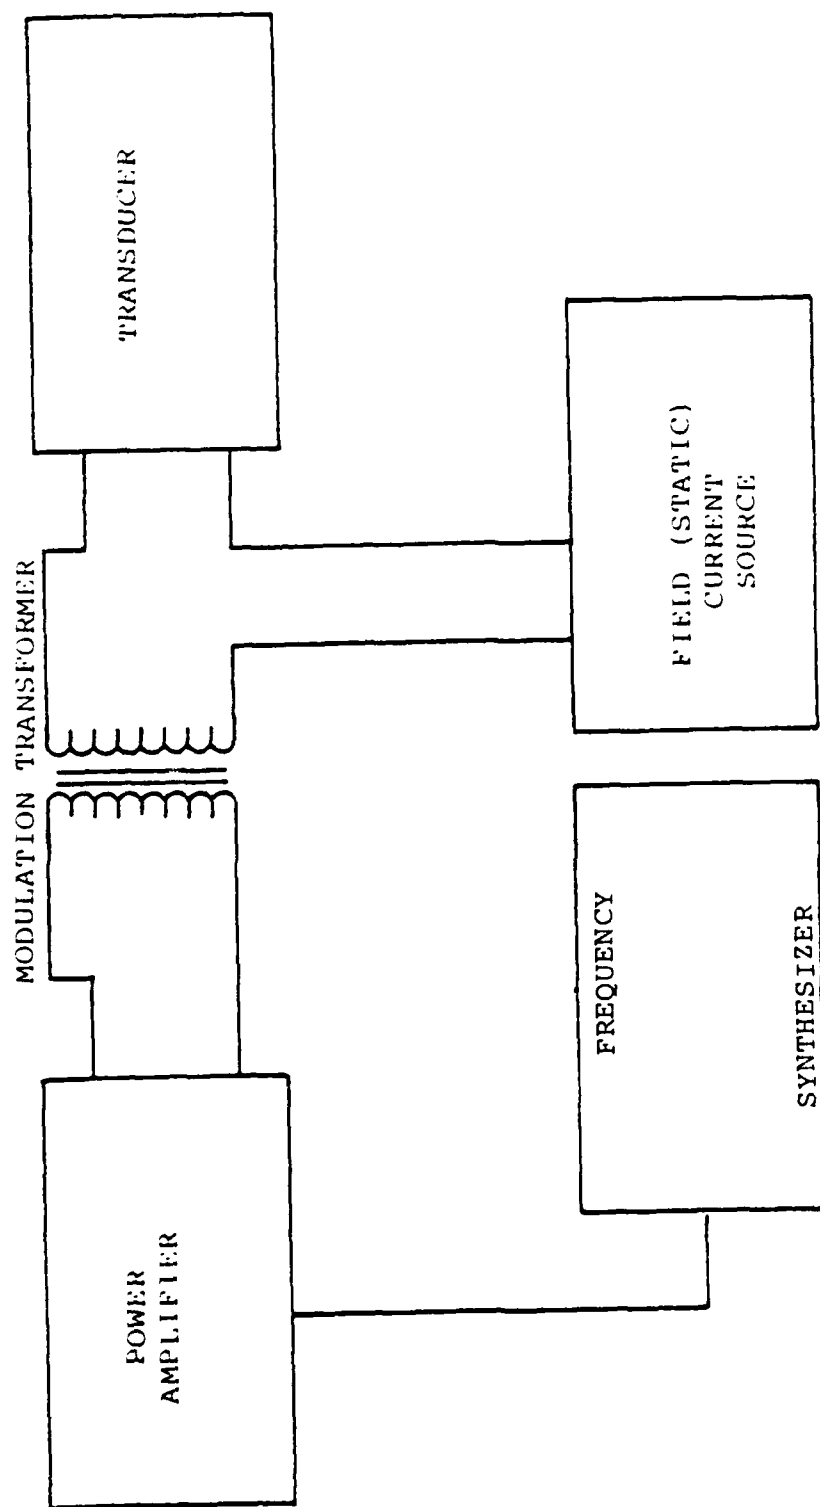 MODULATION TRANSFORMER
POWER
AMPLIFIER
TRANSDUCER
FREQUENCY
SYNTHESIZER
FIELD (STATIC)
CURRENT
SOURCE